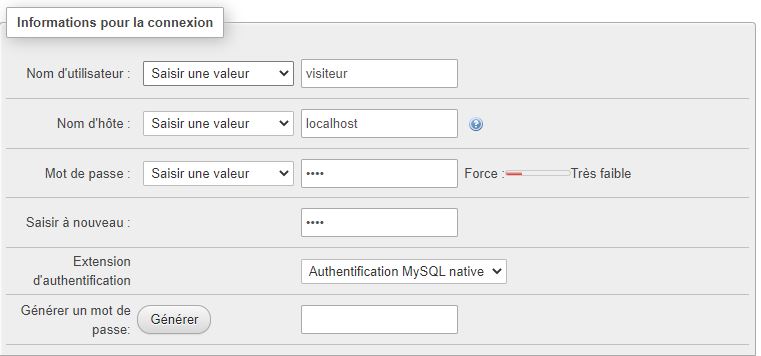 Informations pour la connexion
Nom d'utilisateur : Saisir une valeur visiteur
Nom d'hôte : Saisir une valeur localhost
Mot de passe : Saisir une valeur •••• Force : Très faible
Saisir à nouveau : ••••
Extension
d'authentification
Authentification MySQL native
Générer un mot de
passe:
Générer